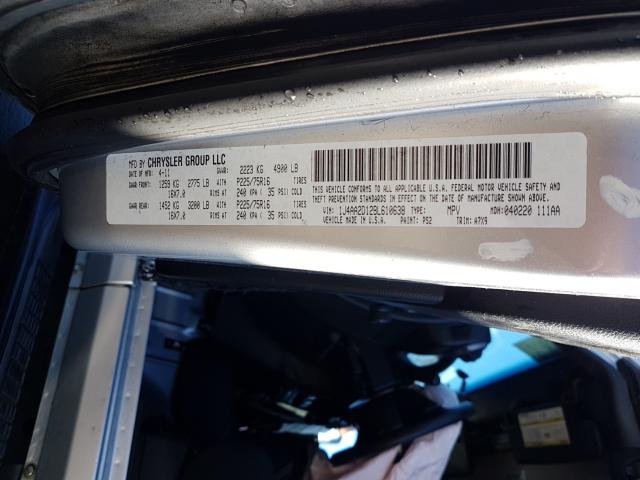 MFD BY CHRYSLER GROUP LLC
DATE OF MFR 4-11 GVWR: 2223 KG 4900 LB
GAWR FRONT: 1259 KG 2775 LB P225/75R16 TIRES
16X7.0 RIMS AT 240 KPA ( 35 PSI) COLD
GAWR REAR: 1452 KG 3200 LB P225/75R16 TIRES
16X7.0 RIMS AT 240 KPA ( 35 PSI) COLD
THIS VEHICLE CONFORMS TO ALL APPLICABLE U.S.A. FEDERAL MOTOR VEHICLE SAFETY AND
THEFT PREVENTION STANDARDS IN EFFECT ON THE DATE OF MANUFACTURE SHOWN ABOVE.
VIN: 1J4AA2D12BL610638 TYPE: MPV MDH: 040220 111AA
VEHICLE MADE IN U.S.A. PAINT: PS2 TRIM: A7X9